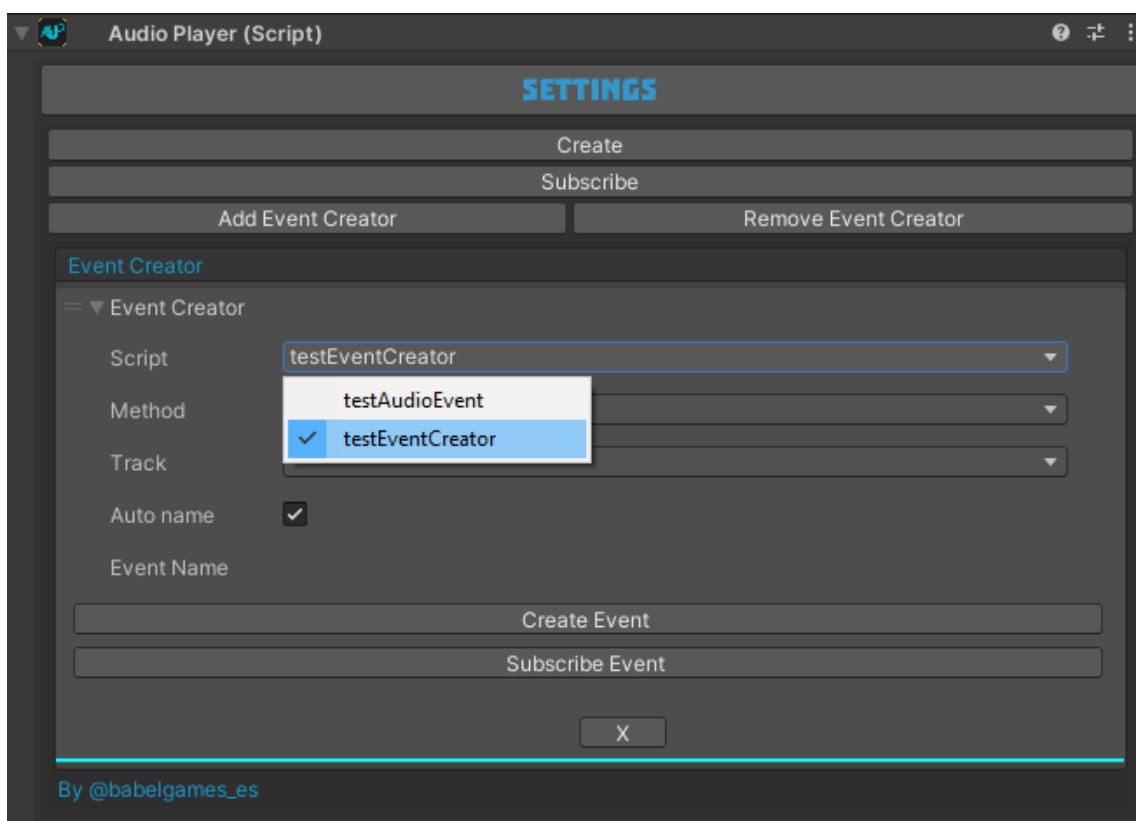 Audio Player (Script)
SETTINGS
Create
Subscribe
Add Event Creator Remove Event Creator
Event Creator
Event Creator
Script testEventCreator
testAudioEvent
Method
testEventCreator
Track
Auto name
Event Name
Create Event
Subscribe Event
X
By @babelgames_es